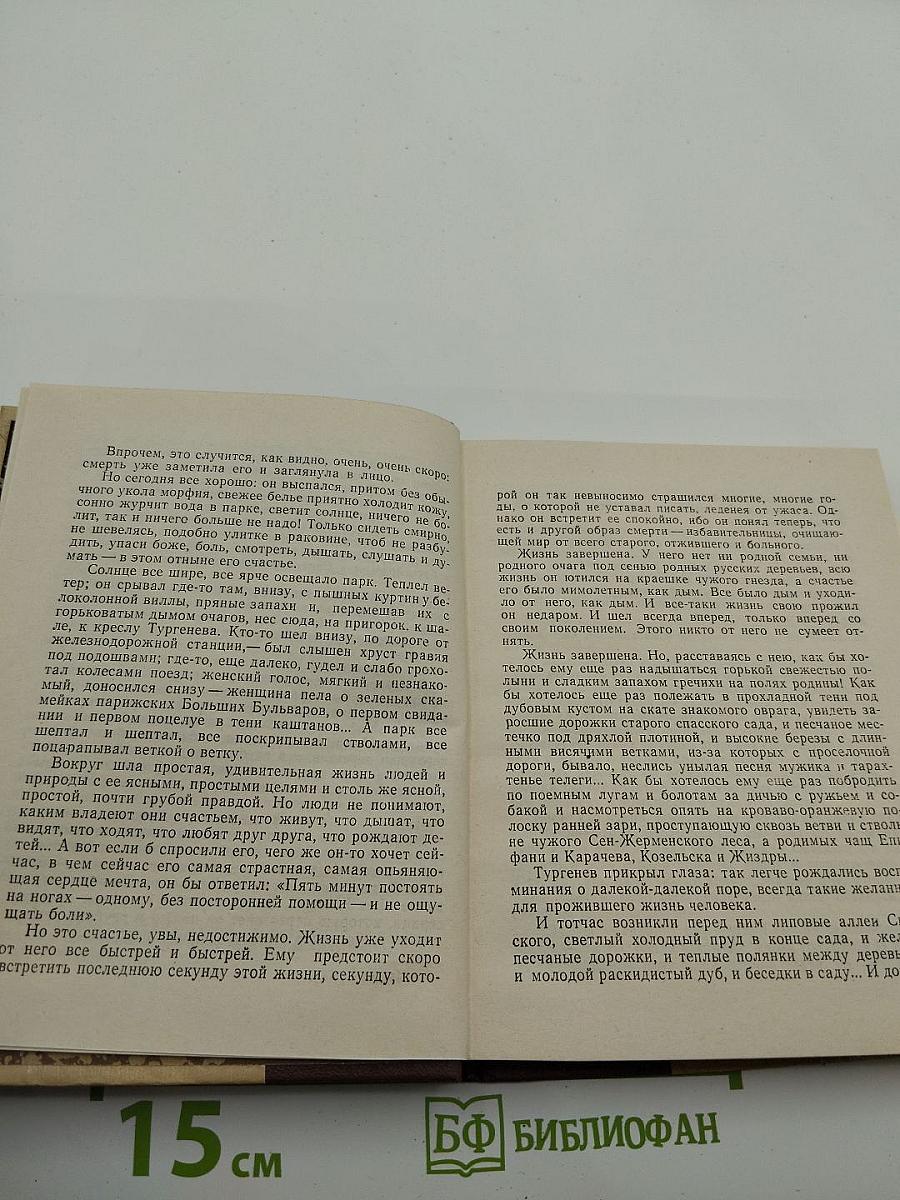 Впрочем, это случится, как видно, очень, очень скоро:
смерть уже заметила его и заглянула в лицо.
Но сегодня все хорошо: он выспался, притом без обы-
чного укола морфия, свежее белье приятно холодит кожу,
сонно журчит вода в парке, светит солнце, ничего не бо-
лит, так и ничего больше не надо! Только сидеть смирно,
не шевелясь, подобно улитке в раковине, чтоб не разбу-
дить, упаси боже, боль, смотреть, дышать, слушать и ду-
мать — в этом отныне его счастье.
Солнце все шире, все ярче освещало парк. Теплел ве-
тер; он срывал где-то там, внизу, с пышных куртин у бе-
локолонной виллы, пряные запахи и, перемешав их с
горьковатым дымом очагов, нес сюда, на пригорок, к ша-
ле, к креслу Тургенева. Кто-то шел внизу, по дороге от
железнодорожной станции,— был слышен хруст гравия
под подошвами; где-то, еще далеко, гудел и слабо грохо-
тал колесами поезд; женский голос, мягкий и незнако-
мый, доносился снизу — женщина пела о зеленых ска-
мейках парижских Больших Бульваров, о первом свида-
нии и первом поцелуе в тени каштанов... А парк все
шептал и шептал, все поскрипывал стволами, все
поцарапывал веткой о ветку.
Вокруг шла простая, удивительная жизнь людей и
природы с ее ясными, простыми целями и столь же ясной,
простой, почти грубой правдой. Но люди не понимают,
каким владеют они счастьем, что живут, что дышат, что
видят, что ходят, что любят друг друга, что рождают де-
тей... А вот если б спросили его, чего же он-то хочет сей-
час, в чем сейчас его самая страстная, самая опьяняю-
щая сердце мечта, он бы ответил: «Пять минут постоять
на ногах — одному, без посторонней помощи — и не ощу-
щать боли».
Но это счастье, увы, недостижимо. Жизнь уже уходит
от него все быстрей и быстрей. Ему предстоит скоро
встретить последнюю секунду этой жизни, секунду, кото-
рой он так невыносимо страшился многие, многие го-
ды, о которой не уставал писать, леденея от ужаса. Од-
нако он встретит ее спокойно, ибо он понял теперь, что
есть и другой образ смерти — избавительницы, очищаю-
щей мир от всего старого, отжившего и больного.
Жизнь завершена. У него нет ни родной семьи, ни
родного очага под сенью родных русских деревьев, всю
жизнь он ютился на краешке чужого гнезда, а счастье
его было мимолетным, как дым. Все было дым и уходи-
ло от него, как дым. И все-таки жизнь свою прожил
он недаром. И шел всегда вперед, только вперед со
своим поколением. Этого никто от него не сумеет от-
нять.
Жизнь завершена. Но, расставаясь с нею, как бы хо-
телось ему еще раз надышаться горькой свежестью по-
лыни и сладким запахом гречихи на полях родины! Как
бы хотелось еще раз полежать в прохладной тени под
дубовым кустом на скате знакомого оврага, увидеть за-
росшие дорожки старого спасского сада, и песчаное мес-
течко под дряхлой плотиной, и высокие березы с длин-
ными висячими ветками, из-за которых с проселочной
дороги, бывало, неслись унылая песня мужика и тарах-
тенье телеги... Как бы хотелось ему еще раз побродить
по поемным лугам и болотам за дичью с ружьем и со-
бакой и насмотреться опять на кроваво-оранжевую по-
лоску ранней зари, проступающую сквозь ветви и стволы
не чужого Сен-Жерменского леса, а родимых чащ Епи
фани и Карачева, Козельска и Жиздры...
Тургенев прикрыл глаза: так легче рождались восп
минания о далекой-далекой поре, всегда такие желанн
для прожившего жизнь человека.
И тотчас возникли перед ним липовые аллеи Сп
ского, светлый холодный пруд в конце сада, и жел
песчаные дорожки, и теплые полянки между деревь
и молодой раскидистый дуб, и беседки в саду... И до
15 см
БФ БИБЛИОФАН